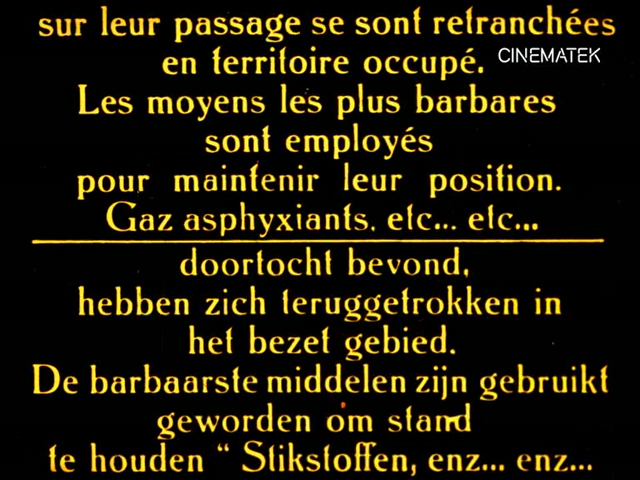 sur leur passage se sont retranchées
en territoire occupé.
CINEMATEK
Les moyens les plus barbares
sont employés
pour maintenir leur position.
Gaz asphyxiants. etc... etc...
doortocht bevond,
hebben zich teruggetrokken in
het bezet gebied.
De barbaarste middelen zijn gebruikt
geworden om stand
te houden “ Stikstoffen, enz... enz...